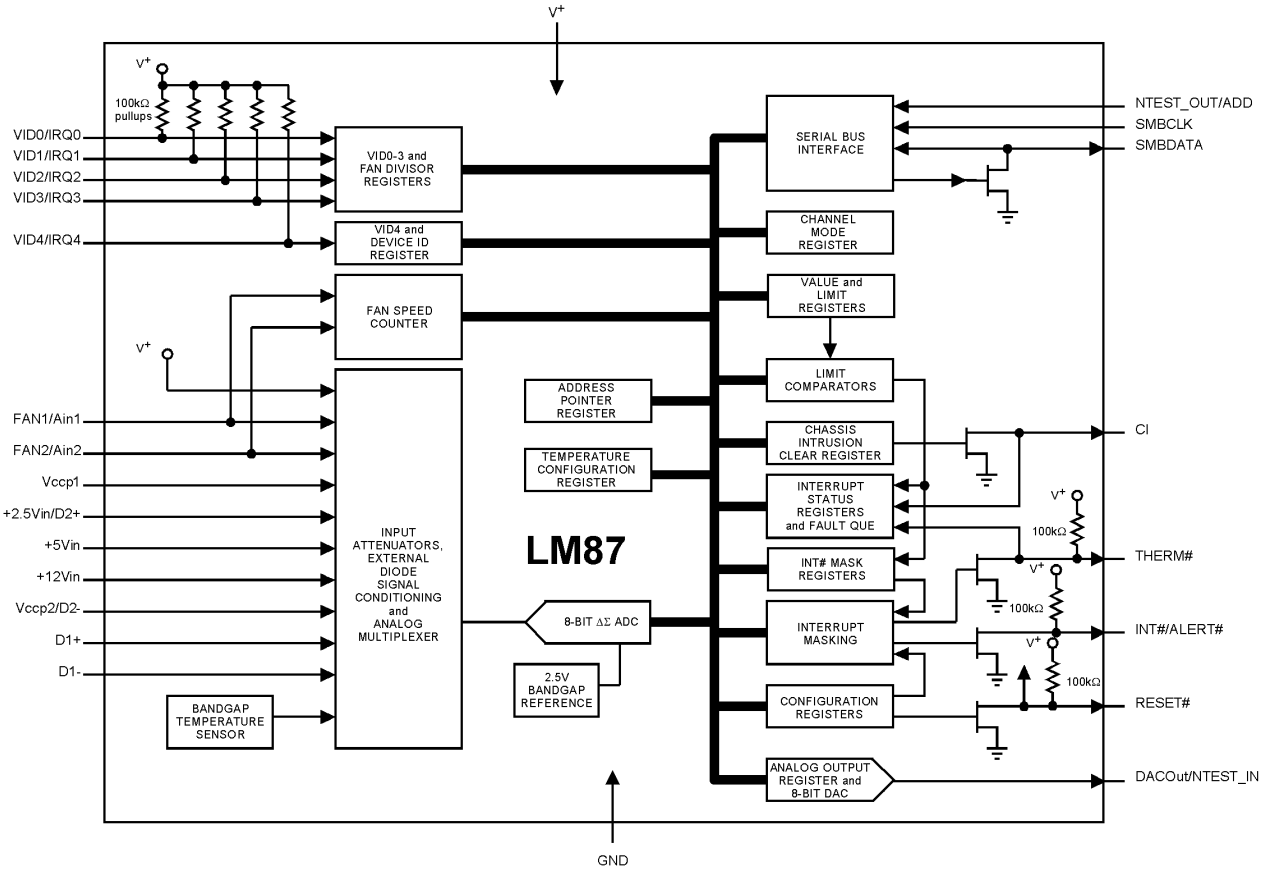 V+
V+
100kΩ
pullups
VID0/IRQ0
VID1/IRQ1
VID2/IRQ2
VID3/IRQ3
VID4/IRQ4
VID0-3 and
FAN DIVISOR
REGISTERS
VID4 and
DEVICE ID
REGISTER
FAN SPEED
COUNTER
V+
FAN1/Ain1
FAN2/Ain2
Vccp1
+2.5Vin/D2+
+5Vin
+12Vin
Vccp2/D2-
D1+
D1-
INPUT
ATTENUATORS,
EXTERNAL
DIODE
SIGNAL
CONDITIONING
and
ANALOG
MULTIPLEXER
BANDGAP
TEMPERATURE
SENSOR
ADDRESS
POINTER
REGISTER
TEMPERATURE
CONFIGURATION
REGISTER
LM87
8-BIT ΔΣ ADC
2.5V
BANDGAP
REFERENCE
SERIAL BUS
INTERFACE
CHANNEL
MODE
REGISTER
VALUE and
LIMIT
REGISTERS
LIMIT
COMPARATORS
CHASSIS
INTRUSION
CLEAR REGISTER
INTERRUPT
STATUS
REGISTERS
and FAULT QUE
INT# MASK
REGISTERS
INTERRUPT
MASKING
CONFIGURATION
REGISTERS
ANALOG OUTPUT
REGISTER and
8-BIT DAC
NTEST_OUT/ADD
SMBCLK
SMBDATA
CI
V+
100kΩ
THERM#
V+
100kΩ
INT#/ALERT#
V+
100kΩ
RESET#
DACOut/NTEST_IN
GND